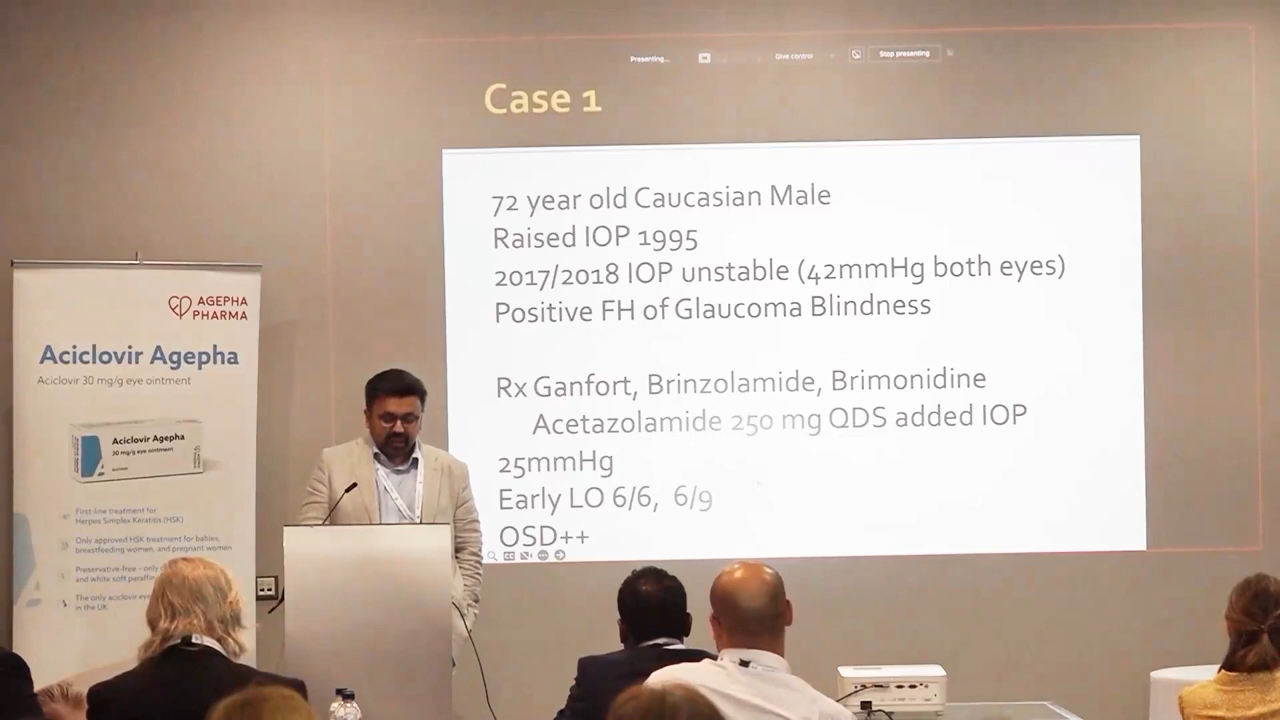 Presenting...
Give control
Stop presenting
Case 1
72 year old Caucasian Male
Raised IOP 1995
2017/2018 IOP unstable (42mmHg both eyes)
Positive FH of Glaucoma Blindness
Rx Ganfort, Brinzolamide, Brimonidine
Acetazolamide 250 mg QDS added IOP
25mmHg
Early LO 6/6, 6/9
OSD++
AGEPHA
PHARMA
Aciclovir Agepha
Aciclovir 30 mg/g eye ointment
Aciclovir Agepha
30 mg/g eye ointment
First-line treatment for
Herpes Simplex Keratitis (HSK)
Only approved HSK treatment for babies,
breastfeeding women, and pregnant women
Preservative-free – only
and white soft
The only aciclovir
in the UK